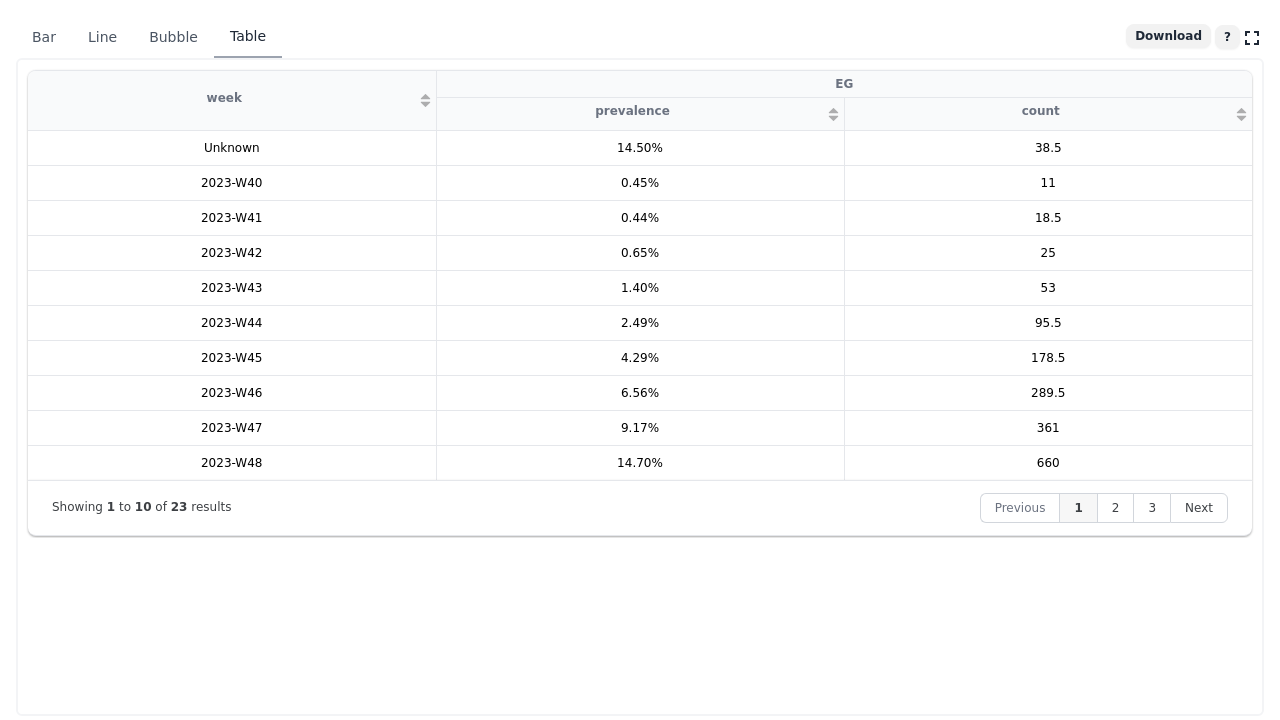 Bar Line Bubble Table Download ?
EG
week
prevalence count
Unknown 14.50% 38.5
2023-W40 0.45% 11
2023-W41 0.44% 18.5
2023-W42 0.65% 25
2023-W43 1.40% 53
2023-W44 2.49% 95.5
2023-W45 4.29% 178.5
2023-W46 6.56% 289.5
2023-W47 9.17% 361
2023-W48 14.70% 660
Showing 1 to 10 of 23 results Previous 1 2 3 Next